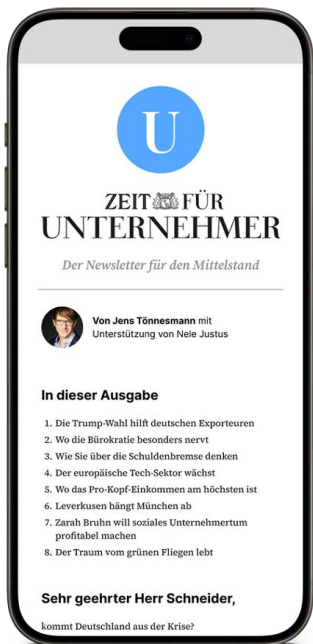 U
ZEIT FÜR
UNTERNEHMER
Der Newsletter für den Mittelstand
Von Jens Tönnesmann mit
Unterstützung von Nele Justus
In dieser Ausgabe
1. Die Trump-Wahl hilft deutschen Exporteuren
2. Wo die Bürokratie besonders nervt
3. Wie Sie über die Schuldenbremse denken
4. Der europäische Tech-Sektor wächst
5. Wo das Pro-Kopf-Einkommen am höchsten ist
6. Leverkusen hängt München ab
7. Zarah Bruhn will soziales Unternehmertum
profitabel machen
8. Der Traum vom grünen Fliegen lebt
Sehr geehrter Herr Schneider,
kommt Deutschland aus der Krise?